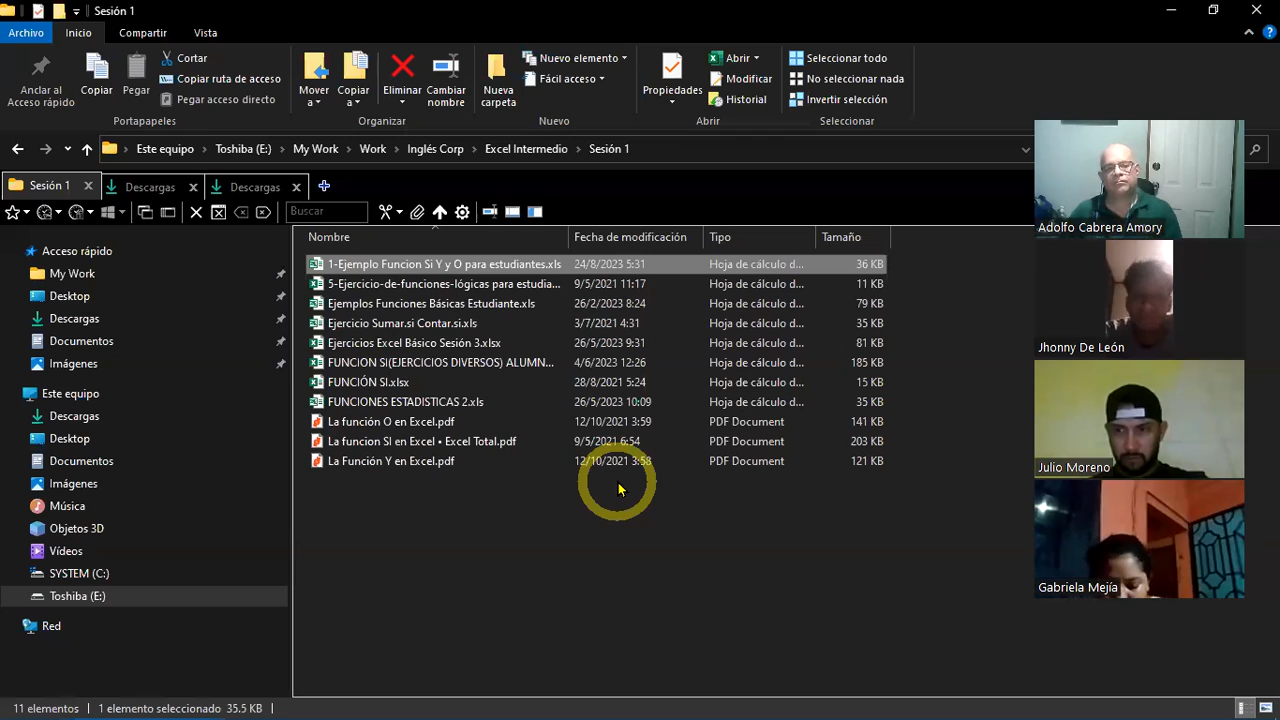 Sesión 1
Archivo Inicio Compartir Vista
Anclar al Acceso rápido
Copiar
Pegar
Cortar
Copiar ruta de acceso
Pegar acceso directo
Portapapeles
Mover a
Copiar a
Eliminar
Cambiar nombre
Organizar
Nueva carpeta
Nuevo elemento
Fácil acceso
Nuevo
Propiedades
Abrir
Modificar
Historial
Abrir
Seleccionar todo
No seleccionar nada
Invertir selección
Seleccionar
Este equipo > Toshiba (E:) > My Work > Work > Inglés Corp > Excel Intermedio > Sesión 1
Sesión 1 Descargas Descargas
Buscar
Acceso rápido
My Work
Desktop
Descargas
Documentos
Imágenes
Este equipo
Descargas
Desktop
Documentos
Imágenes
Música
Objetos 3D
Vídeos
SYSTEM (C:)
Toshiba (E:)
Red
Nombre Fecha de modificación Tipo Tamaño
1-Ejemplo Funcion Si Y y O para estudiantes.xls 24/8/2023 5:31 Hoja de cálculo d... 36 KB
5-Ejercicio-de-funciones-lógicas para estudia... 9/5/2021 11:17 Hoja de cálculo d... 11 KB
Ejemplos Funciones Básicas Estudiante.xls 26/2/2023 8:24 Hoja de cálculo d... 79 KB
Ejercicio Sumar.si Contar.si.xls 3/7/2021 4:31 Hoja de cálculo d... 35 KB
Ejercicios Excel Básico Sesión 3.xlsx 26/5/2023 9:31 Hoja de cálculo d... 81 KB
FUNCION SI(EJERCICIOS DIVERSOS) ALUMN... 4/6/2023 12:26 Hoja de cálculo d... 185 KB
FUNCIÓN SI.xlsx 28/8/2021 5:24 Hoja de cálculo d... 15 KB
FUNCIONES ESTADISTICAS 2.xls 26/5/2023 10:09 Hoja de cálculo d... 35 KB
La función O en Excel.pdf 12/10/2021 3:59 PDF Document 141 KB
La funcion SI en Excel • Excel Total.pdf 9/5/2021 6:54 PDF Document 203 KB
La Función Y en Excel.pdf 12/10/2021 3:58 PDF Document 121 KB
Adolfo Cabrera Amory
Jhonny De León
Julio Moreno
Gabriela Mejía
11 elementos 1 elemento seleccionado 35.5 KB